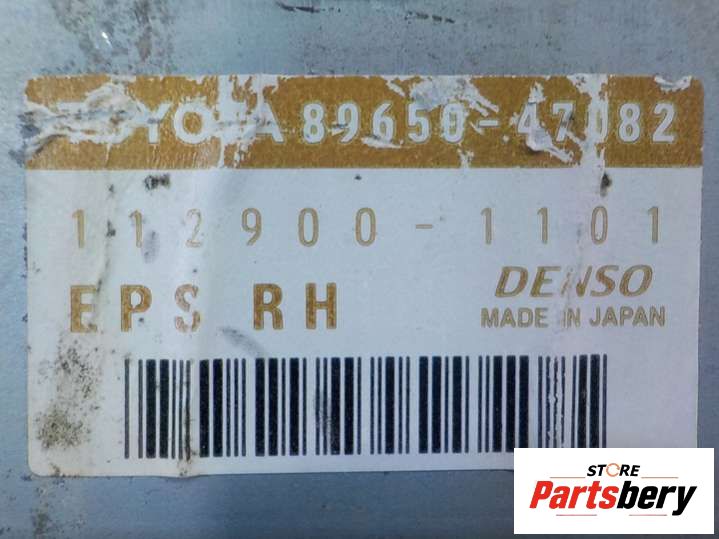 TOYOTA 89650-47082
112900-1101
EPS RH
DENSO
MADE IN JAPAN
STORE
Partsbery